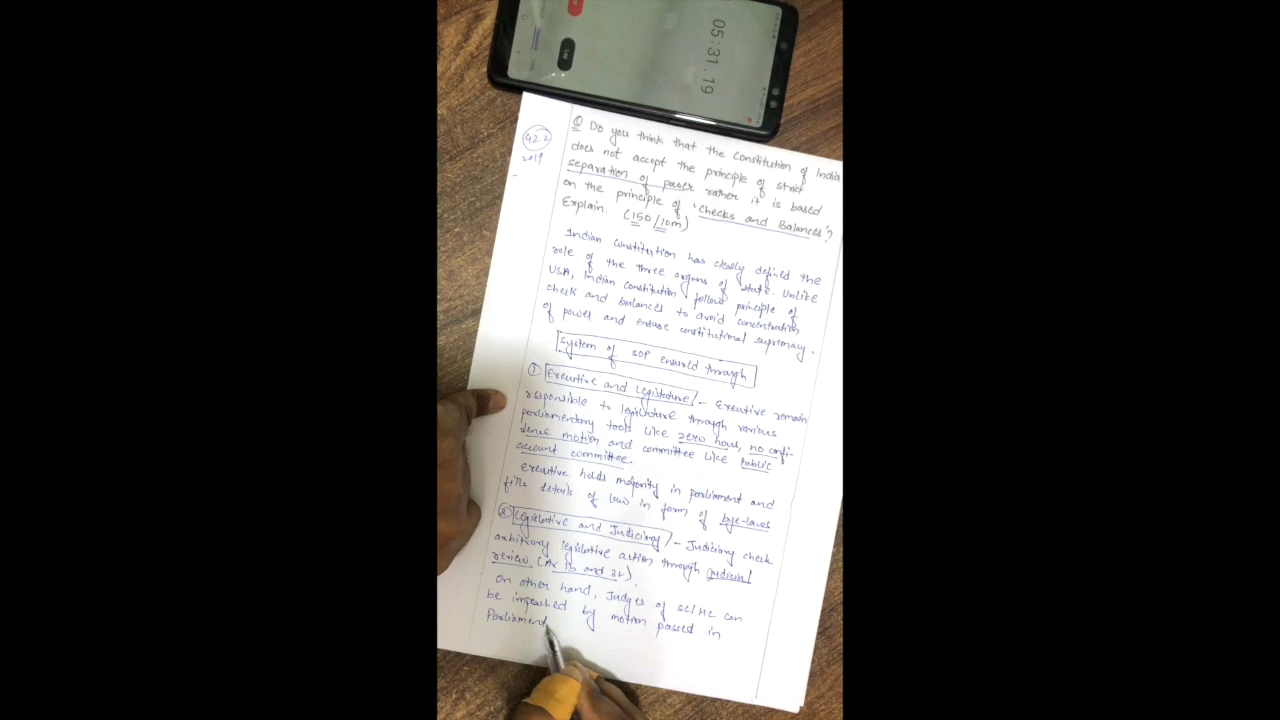 05:31.19
Lap
GS2
2019
Q Do you think that the Constitution of India
does not accept the principle of strict
separation of power rather it is based
on the principle of 'Checks and Balances'?
Explain. (150/10m)
Indian constitution has clearly defined the
role of the three organs of state. Unlike
USA, Indian constitution follow principle of
check and balances to avoid concentration
of power and ensure constitutional supremacy.
System of SOP ensured through
① Executive and Legislature/- Executive remain
responsible to legislature through various
parliamentary tools like zero hour, no confi-
dence motion and committee like Public
account committee.
Executive holds majority in parliament and
fills details of law in form of bye-laws
② Legislative and Judiciary/- Judiciary check
arbitrary legislative action through Judicial
review (Ar 13 and 32).
On other hand, Judges of SC/HC can
be impeached by motion passed in
Parliament